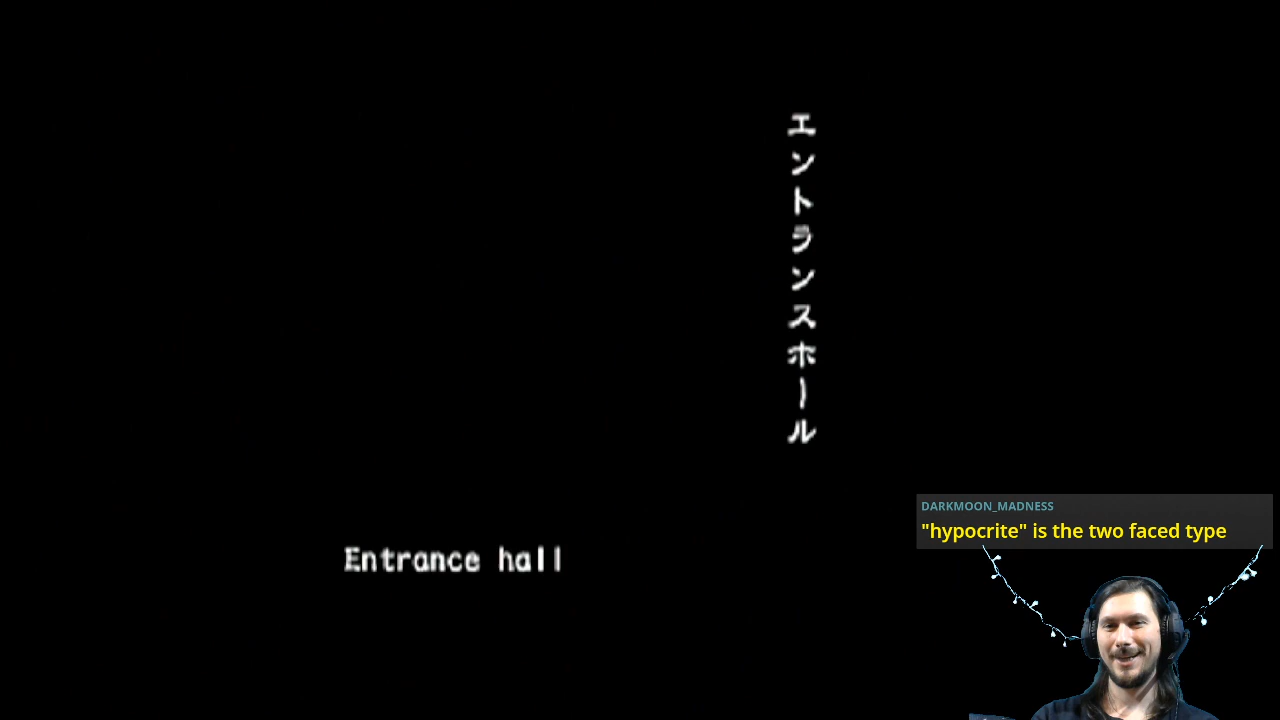 エントランスホール
Entrance hall
DARKMOON_MADNESS
"hypocrite" is the two faced type